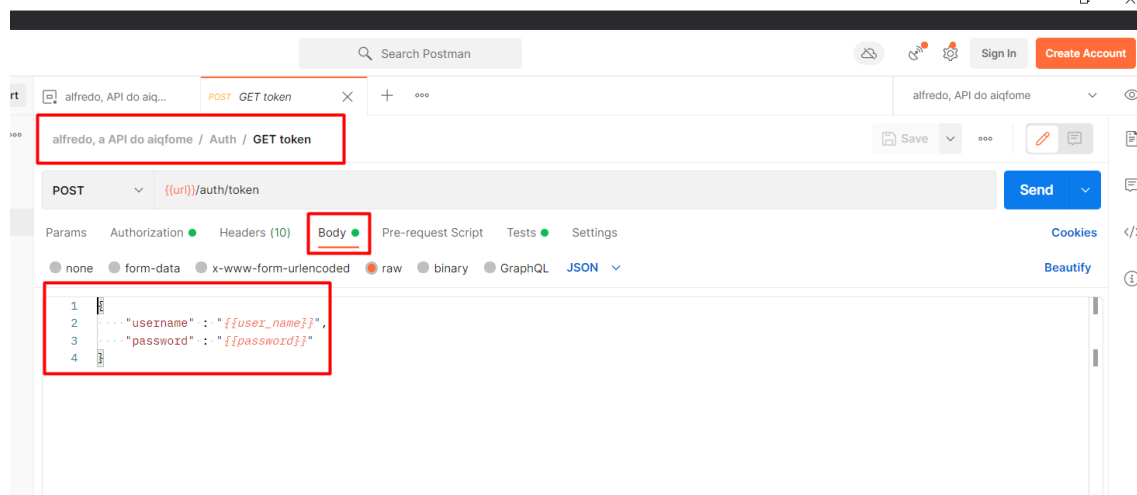 Search Postman
Sign In
Create Account
rt
alfredo, API do aiq...
POST GET token
alfredo, API do aiqfome
alfredo, a API do aiqfome / Auth / GET token
Save
POST
{{url}}/auth/token
Send
Params Authorization Headers (10) Body Pre-request Script Tests Settings Cookies
none form-data x-www-form-urlencoded raw binary GraphQL JSON Beautify
1 {
2 "username" : "{{user_name}}",
3 "password" : "{{password}}"
4 }